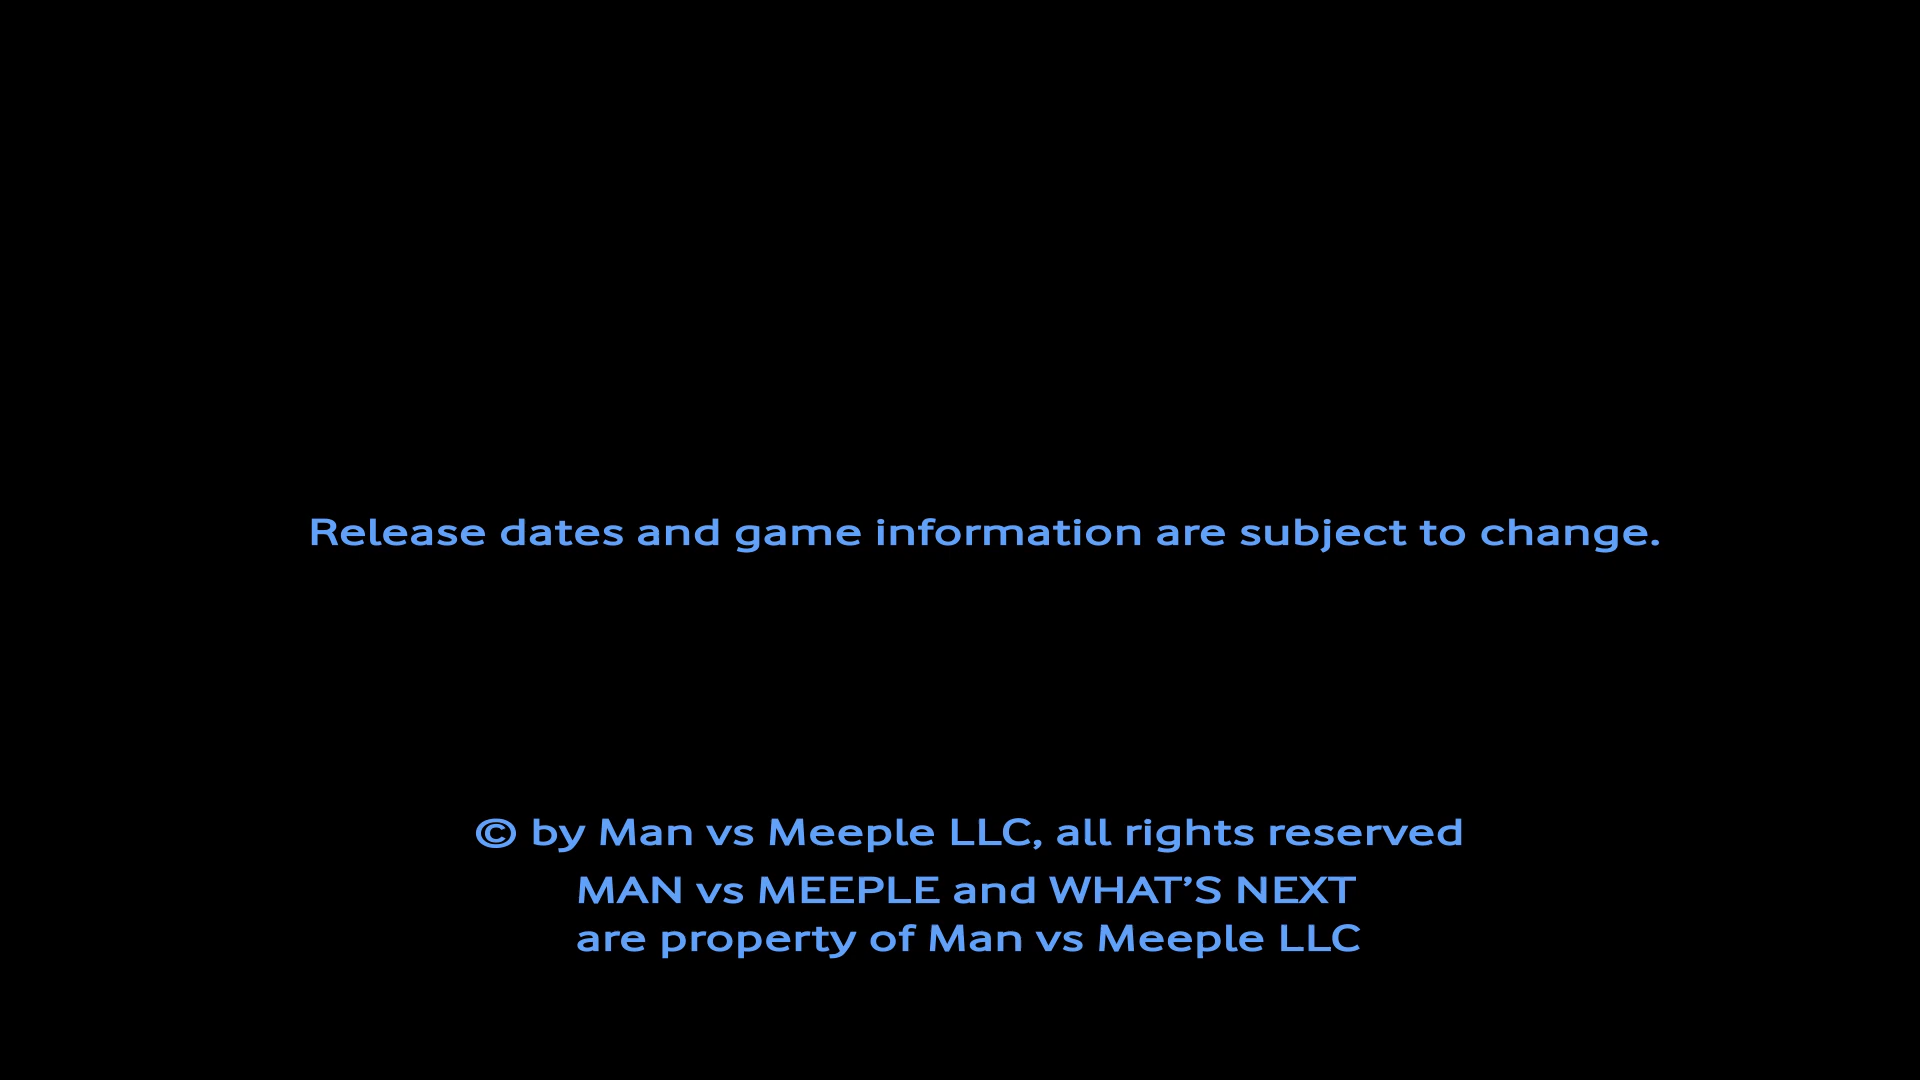 Release dates and game information are subject to change.
© by Man vs Meeple LLC, all rights reserved
MAN vs MEEPLE and WHAT’S NEXT
are property of Man vs Meeple LLC